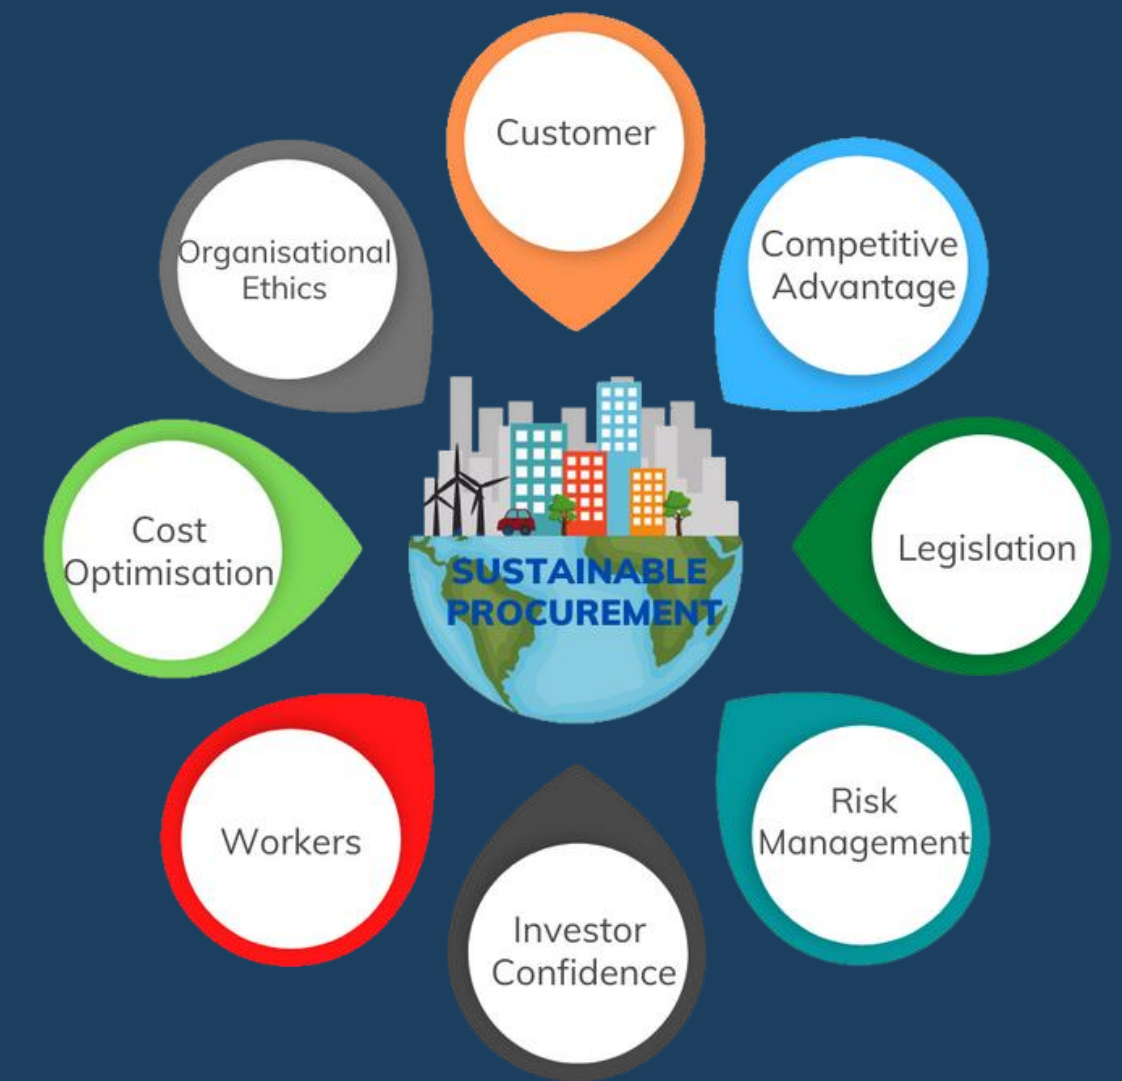 Customer
Competitive
Advantage
Legislation
Risk
Management
Investor
Confidence
Workers
Cost
Optimisation
Organisational
Ethics
SUSTAINABLE
PROCUREMENT